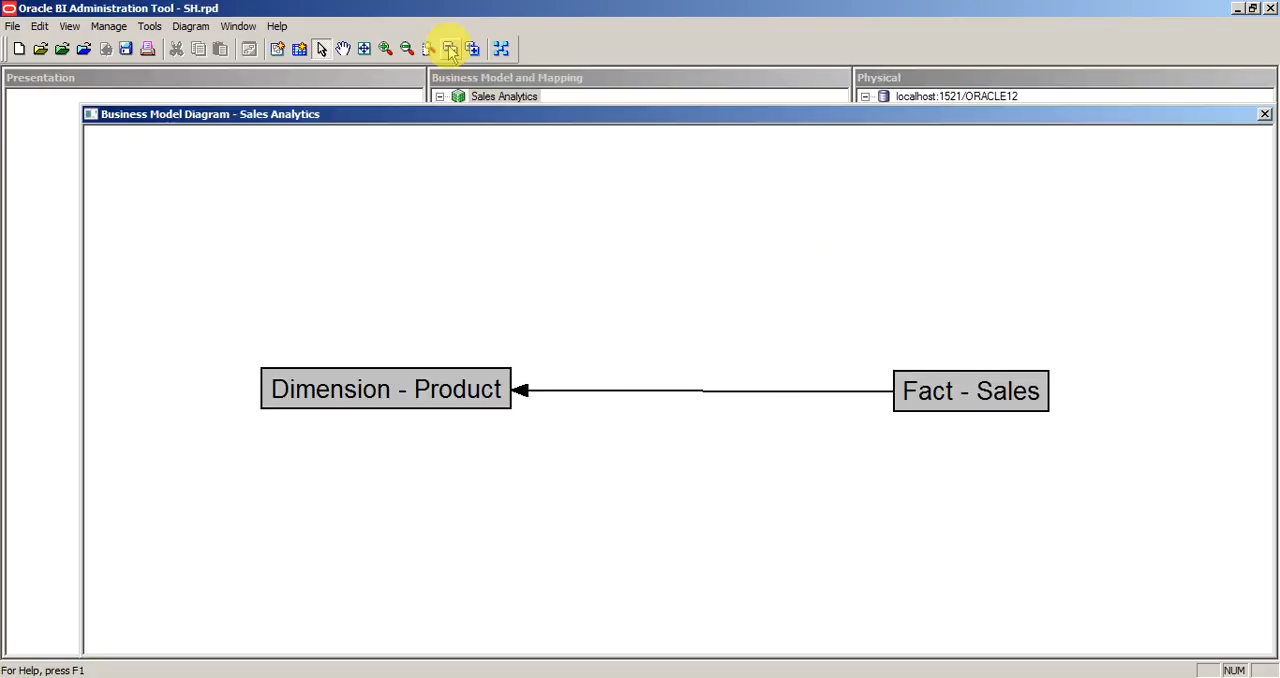 Oracle BI Administration Tool - SH.rpd
File Edit View Manage Tools Diagram Window Help
Presentation
Business Model and Mapping
Physical
Sales Analytics
localhost:1521/ORACLE12
Business Model Diagram - Sales Analytics
Dimension - Product
Fact - Sales
For Help, press F1
NUM